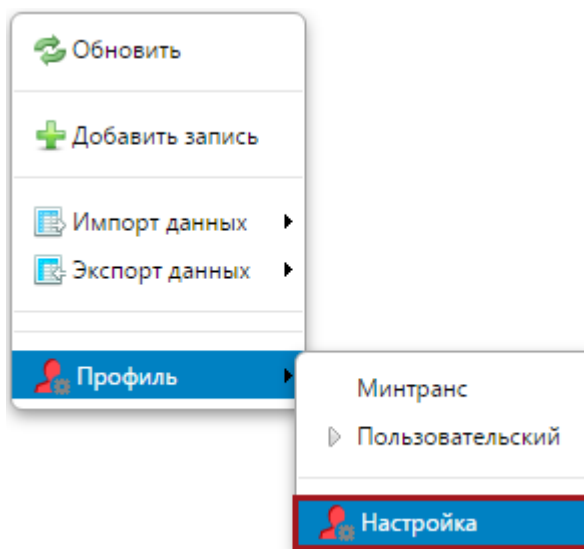 Обновить
Добавить запись
Импорт данных
Экспорт данных
Профиль
Минтранс
Пользовательский
Настройка